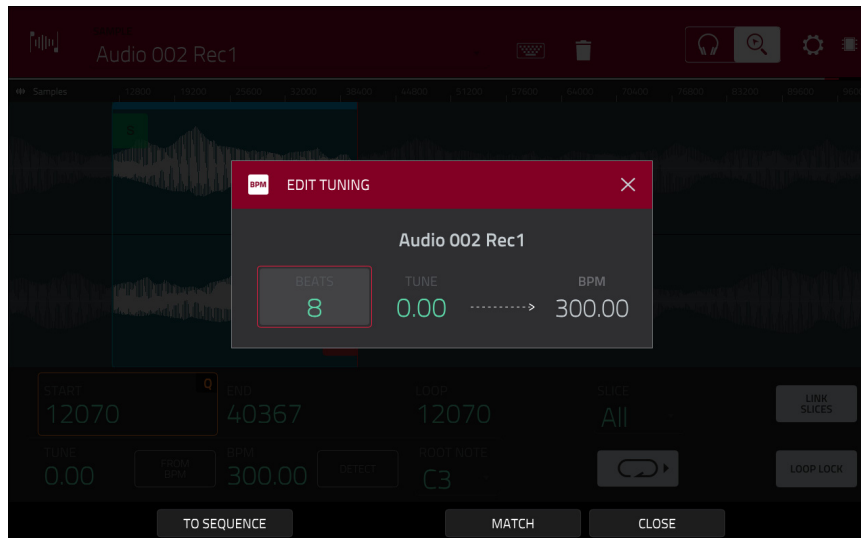 Audio 002 Rec1
Samples 12800 19200 25600 32000 38400 44800 51200 57600 64000 70400 76800 83200 89600
S
BPM EDIT TUNING
Audio 002 Rec1
BEATS TUNE BPM
8 0.00 300.00
START Q END LOOP SLICE
12070 40367 12070 All
LINK SLICES
TUNE BPM ROOT NOTE
0.00 FROM BPM 300.00 DETECT C3
LOOP LOCK
TO SEQUENCE MATCH CLOSE